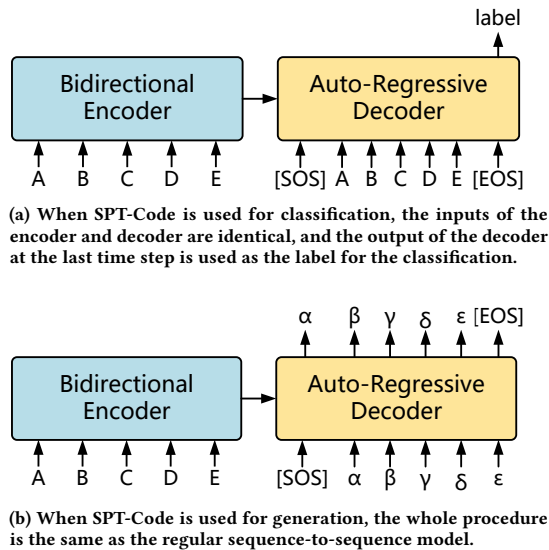 label
Bidirectional
Encoder
Auto-Regressive
Decoder
A B C D E [SOS] A B C D E [EOS]
(a) When SPT-Code is used for classification, the inputs of the
encoder and decoder are identical, and the output of the decoder
at the last time step is used as the label for the classification.
α β γ δ ε [EOS]
Bidirectional
Encoder
Auto-Regressive
Decoder
A B C D E [SOS] α β γ δ ε
(b) When SPT-Code is used for generation, the whole procedure
is the same as the regular sequence-to-sequence model.